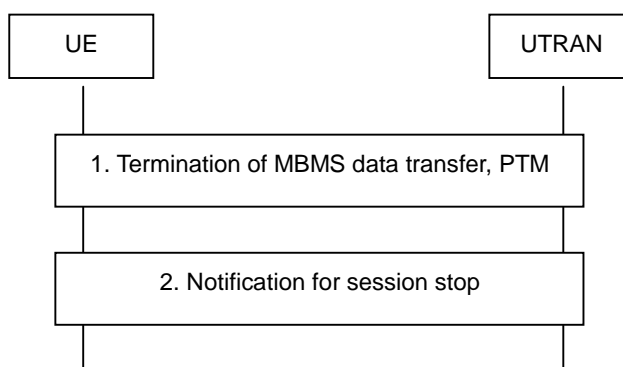 UE
UTRAN
1. Termination of MBMS data transfer, PTM
2. Notification for session stop